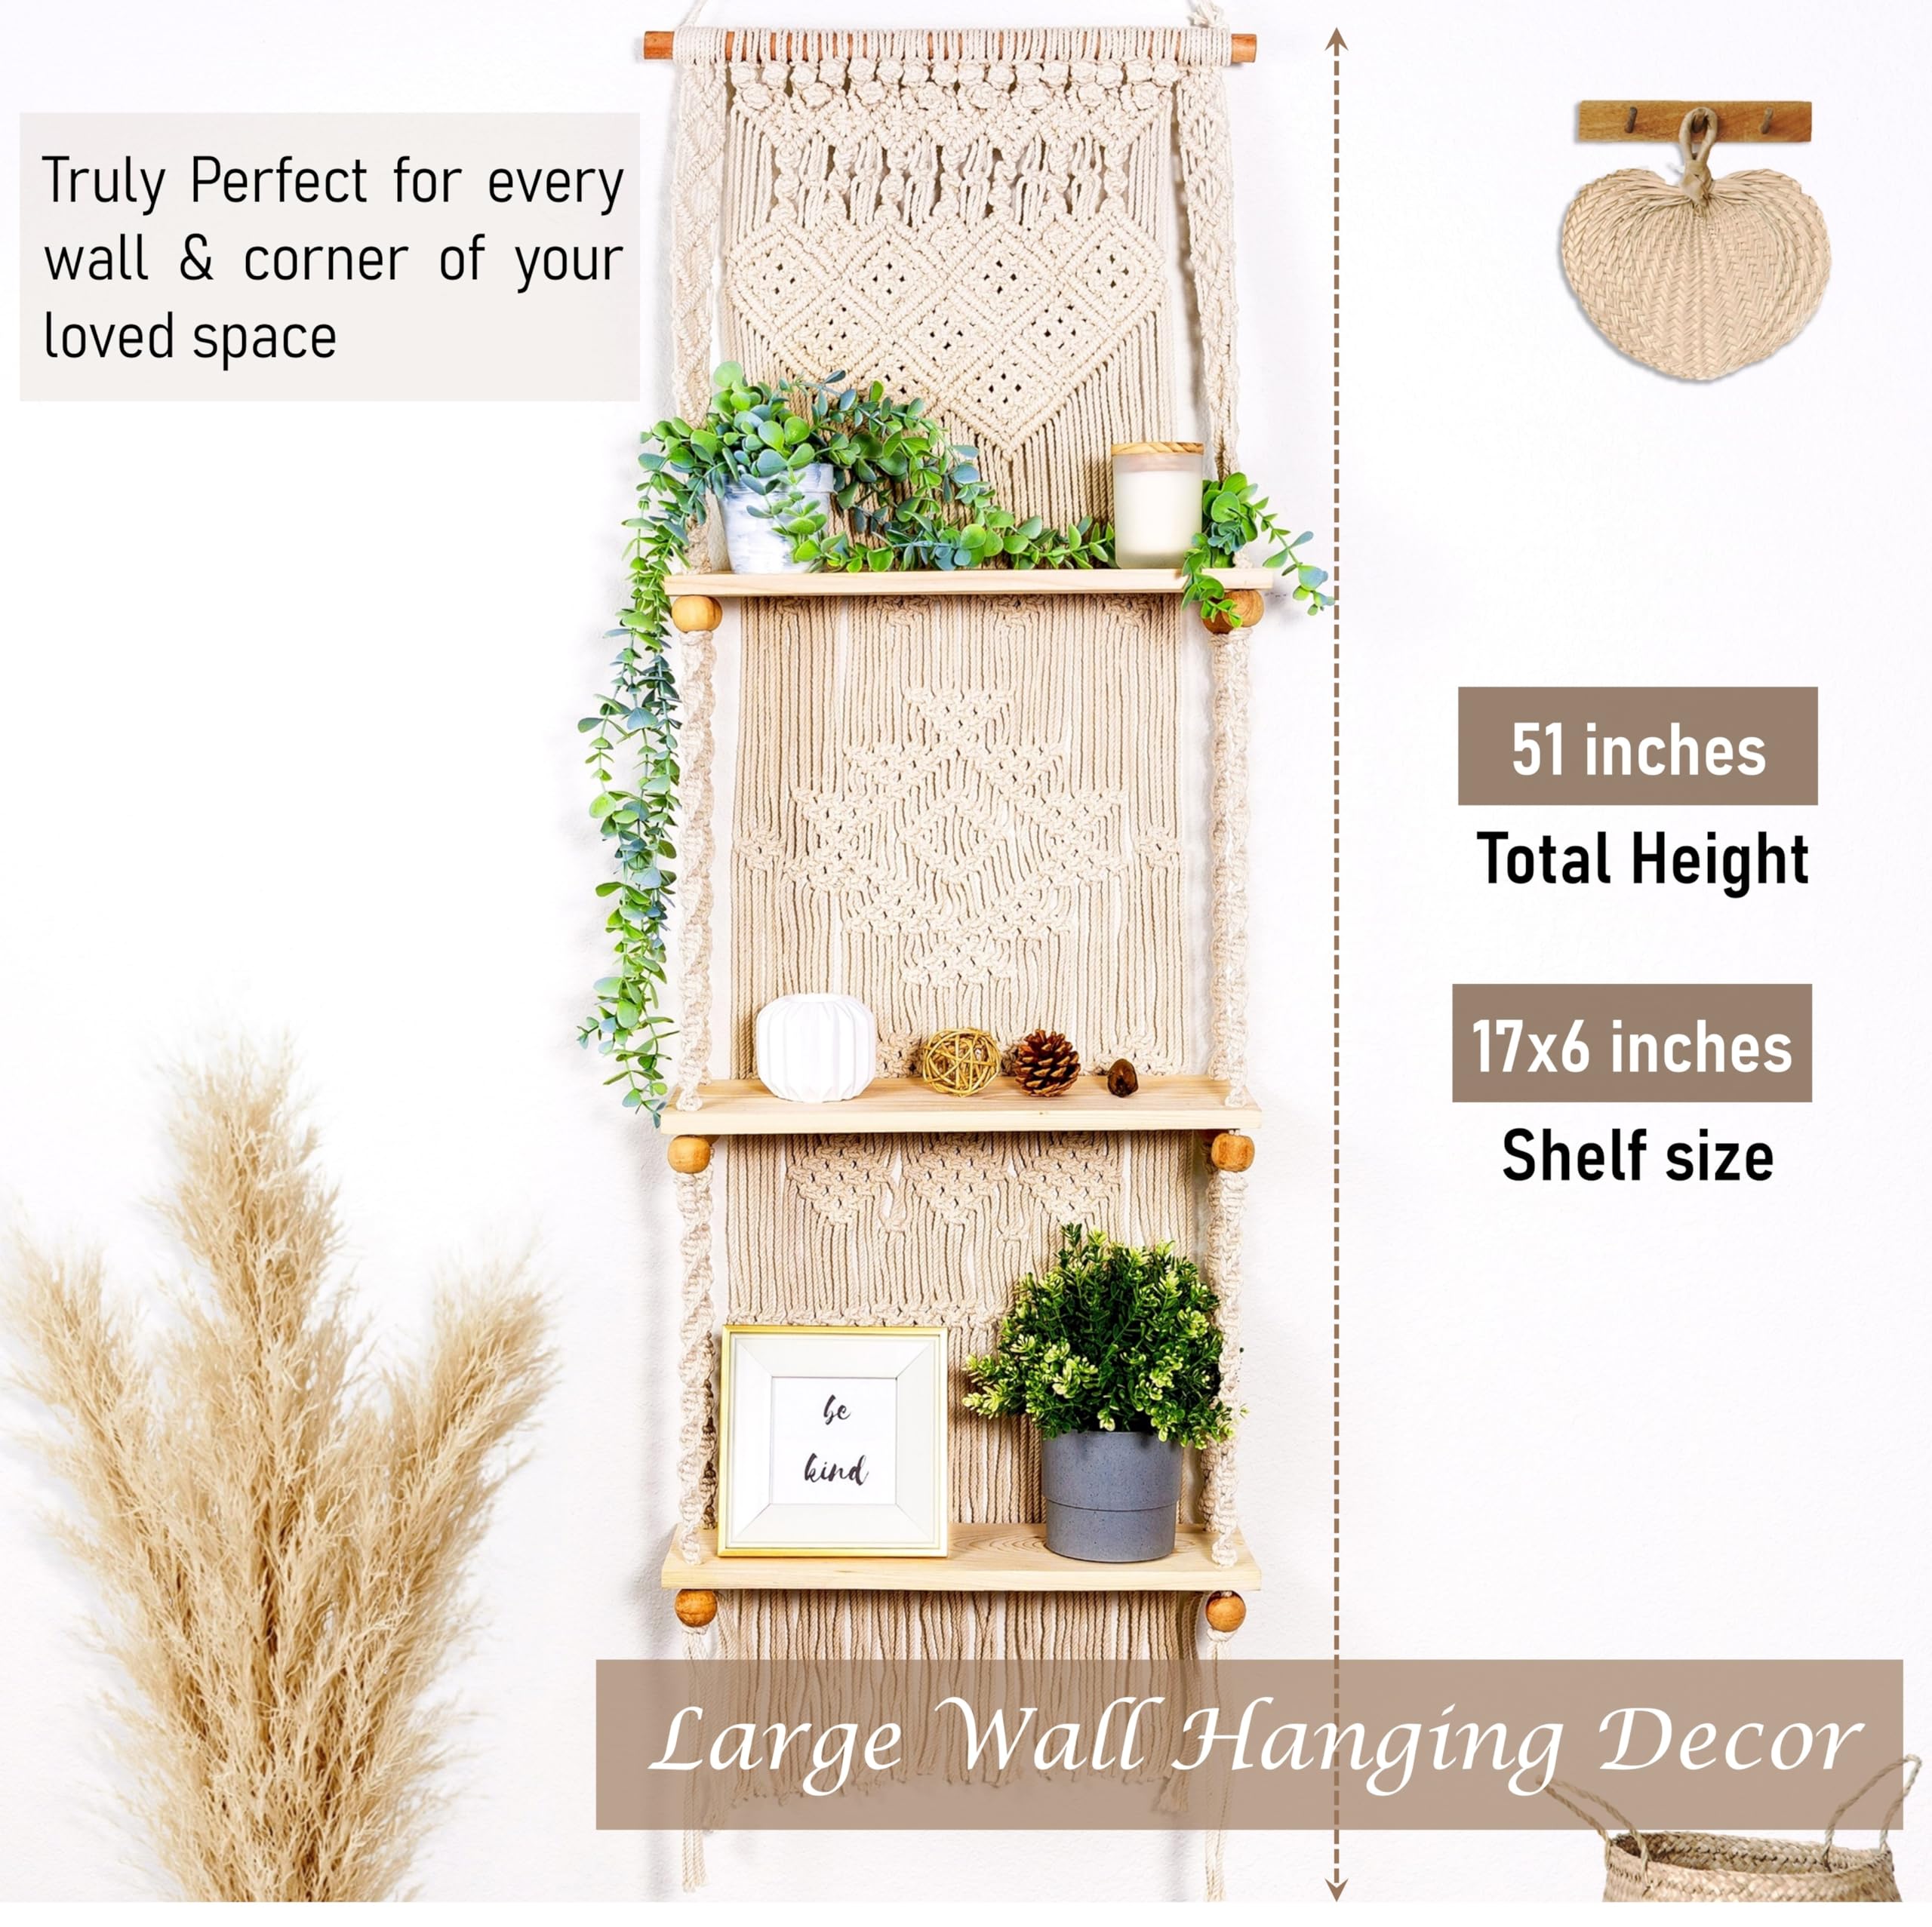 Truly Perfect for every
wall & corner of your
loved space
51 inches
Total Height
17x6 inches
Shelf size
be
kind
Large Wall Hanging Decor